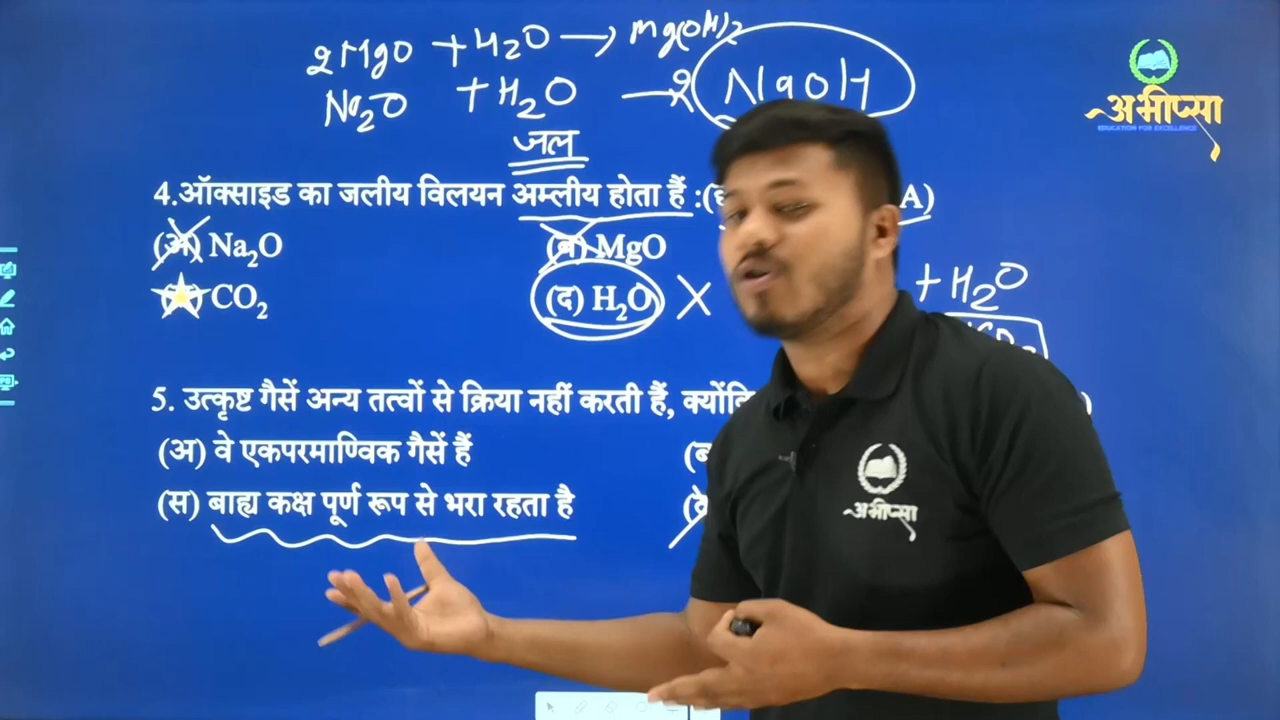 2MgO + H2O → Mg(OH)2
Na2O + H2O → 2 NaOH
जल
अभीप्सा
EDUCATION FOR EXCELLENCE
4.ऑक्साइड का जलीय विलयन अम्लीय होता हैं :( A)
(अ) Na₂O (ब) MgO
CO₂ (द) H₂O
+ H2O
5. उत्कृष्ट गैसें अन्य तत्वों से क्रिया नहीं करती हैं,
(अ) वे एकपरमाण्विक गैसें हैं (ब
(स) बाह्य कक्ष पूर्ण रूप से भरा रहता है
अभीप्सा